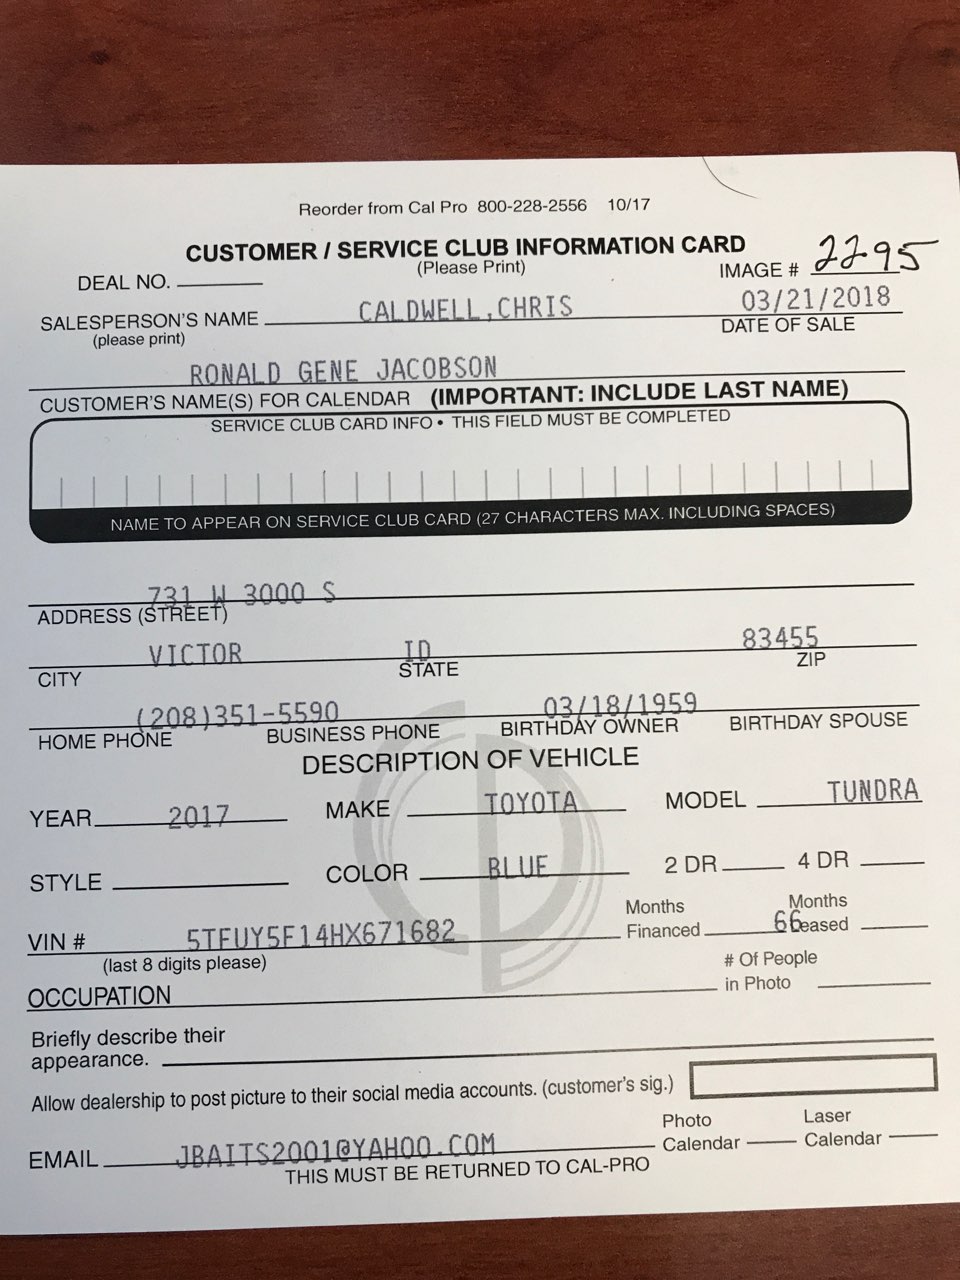 Reorder from Cal Pro 800-228-2556 10/17
CUSTOMER / SERVICE CLUB INFORMATION CARD
(Please Print)
DEAL NO.
IMAGE # 2295
SALESPERSON'S NAME CALDWELL,CHRIS 03/21/2018
(please print) DATE OF SALE
RONALD GENE JACOBSON
CUSTOMER'S NAME(S) FOR CALENDAR (IMPORTANT: INCLUDE LAST NAME)
SERVICE CLUB CARD INFO • THIS FIELD MUST BE COMPLETED
NAME TO APPEAR ON SERVICE CLUB CARD (27 CHARACTERS MAX. INCLUDING SPACES)
731 W 3000 S
ADDRESS (STREET)
VICTOR ID 83455
CITY STATE ZIP
(208)351-5590 03/18/1959
HOME PHONE BUSINESS PHONE BIRTHDAY OWNER BIRTHDAY SPOUSE
DESCRIPTION OF VEHICLE
YEAR 2017 MAKE TOYOTA MODEL TUNDRA
STYLE COLOR BLUE 2 DR 4 DR
Months Months
VIN # 5TFUY5F14HX671682 Financed 66 eased
(last 8 digits please)
# Of People
OCCUPATION in Photo
Briefly describe their
appearance.
Allow dealership to post picture to their social media accounts. (customer's sig.)
Photo Laser
EMAIL JBAITS2001@YAHOO.COM Calendar Calendar
THIS MUST BE RETURNED TO CAL-PRO